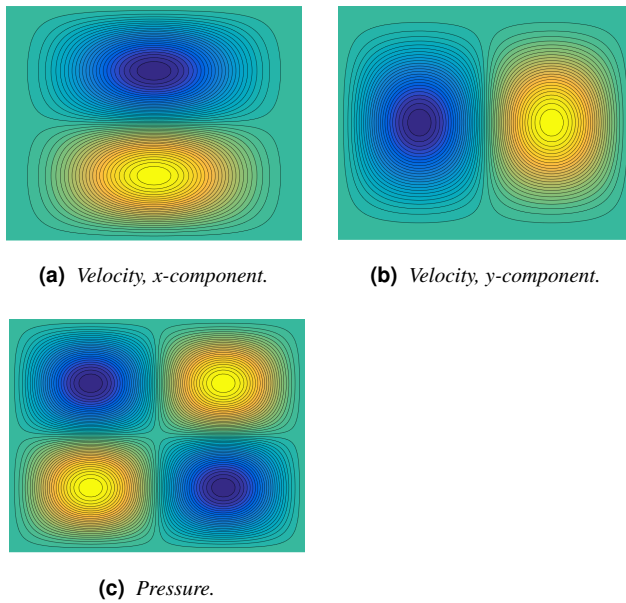 (a) Velocity, x-component.
(b) Velocity, y-component.
(c) Pressure.